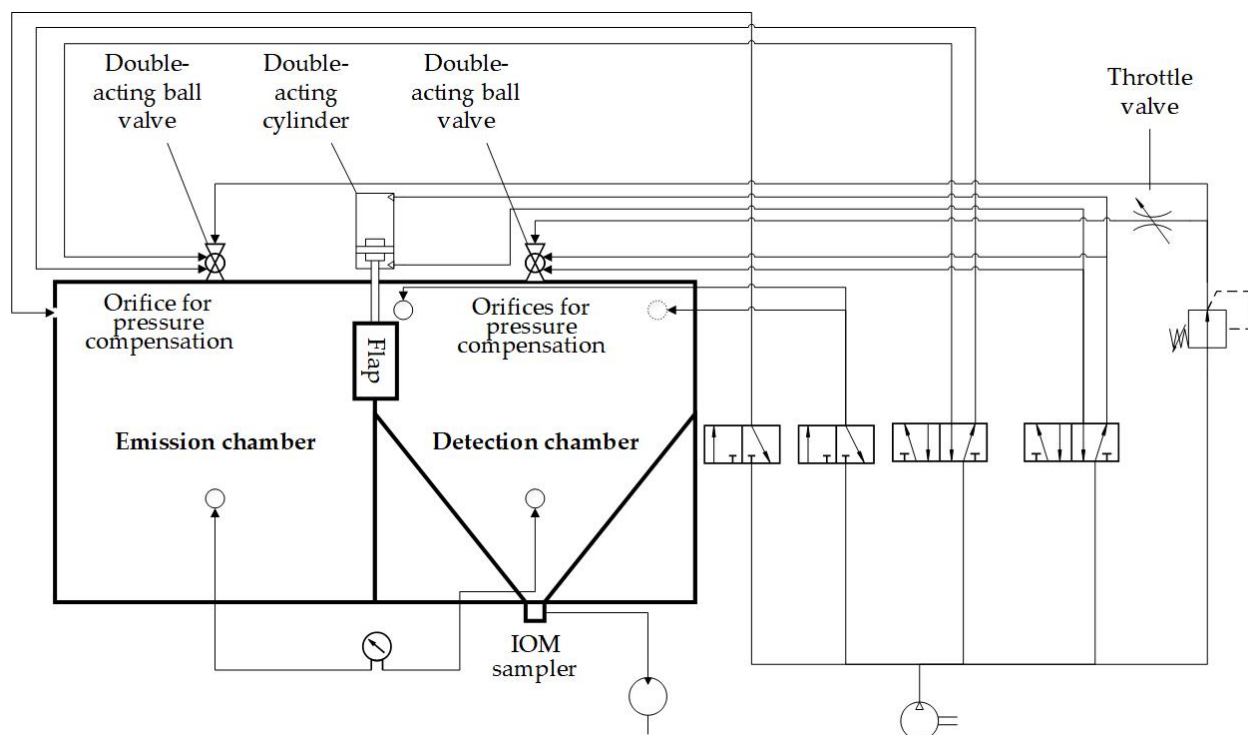 Double-
acting ball
valve
Double-
acting
cylinder
Double-
acting ball
valve
Throttle
valve
Orifice for
pressure
compensation
Orifices for
pressure
compensation
Flap
Emission chamber
Detection chamber
IOM
sampler